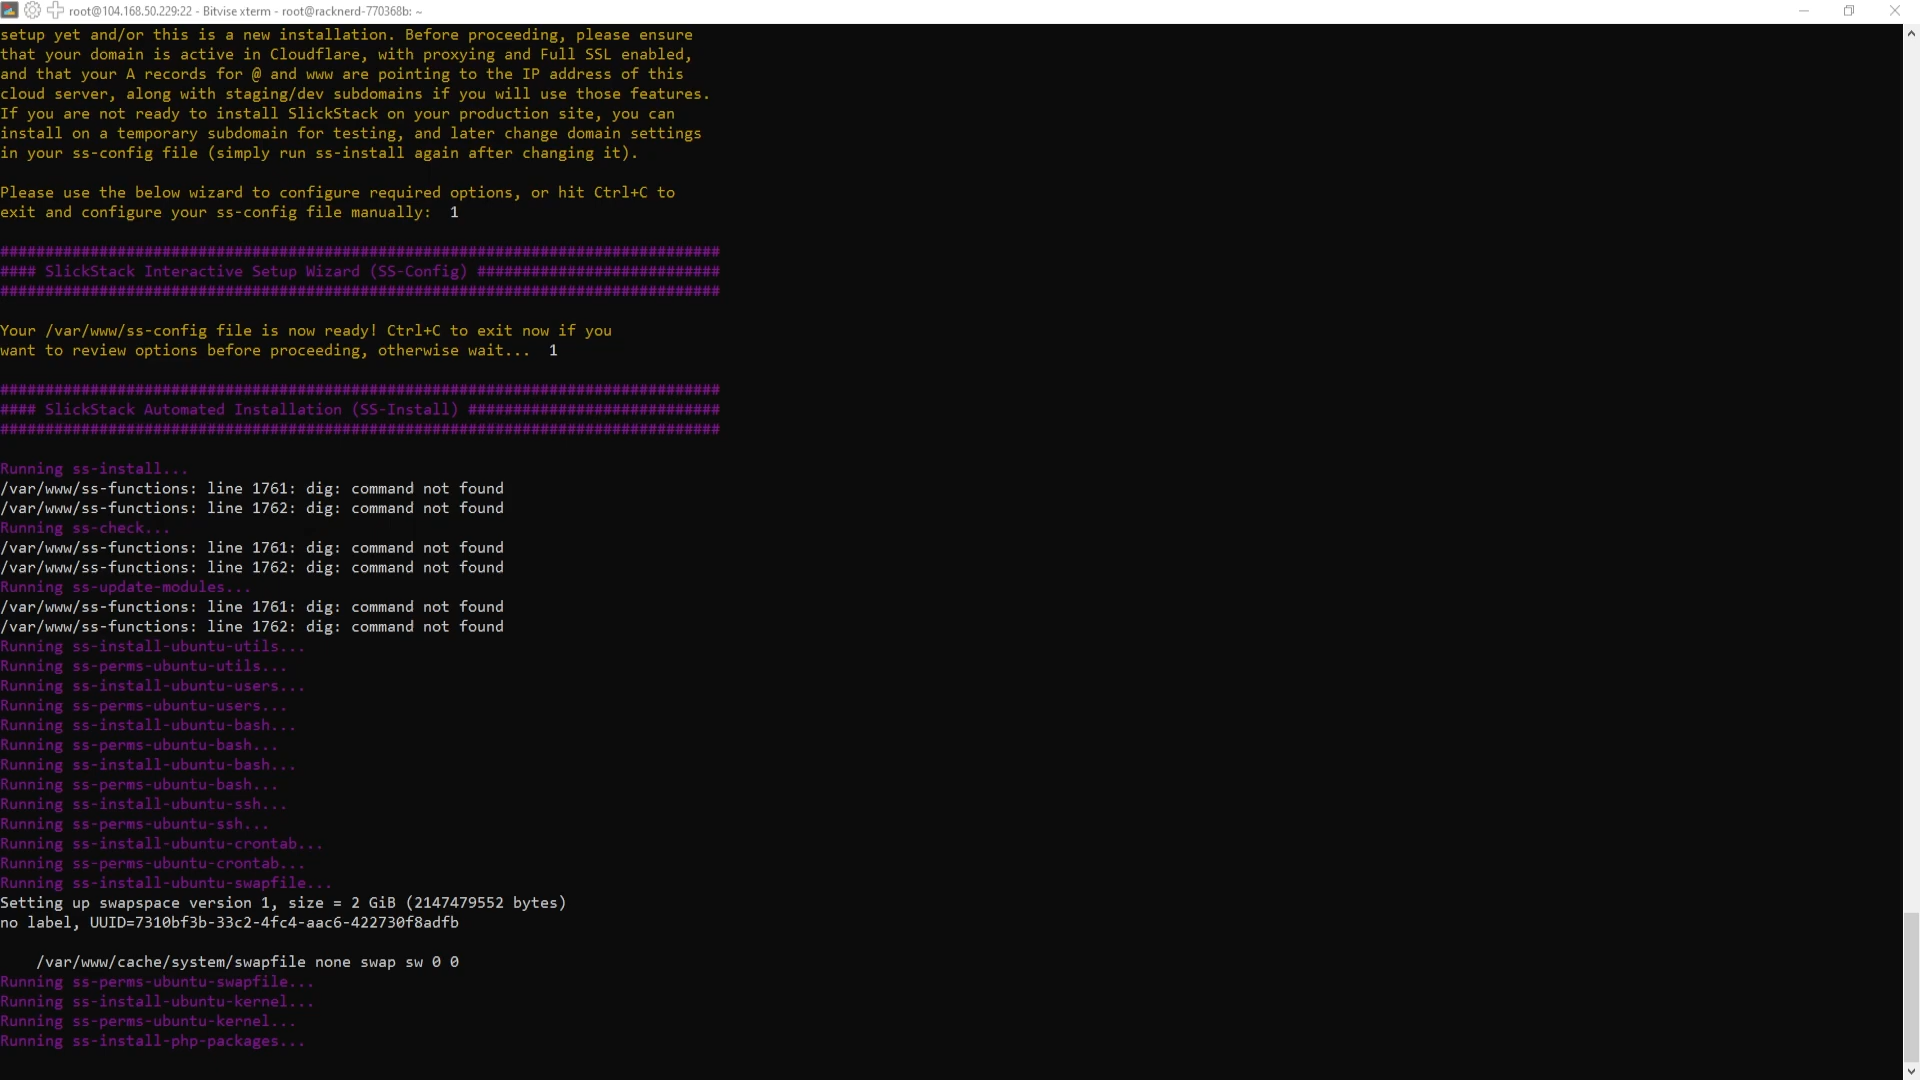 root@104.168.50.229:22 - Bitvise xterm - root@racknerd-770368b: ~
setup yet and/or this is a new installation. Before proceeding, please ensure
that your domain is active in Cloudflare, with proxying and Full SSL enabled,
and that your A records for @ and www are pointing to the IP address of this
cloud server, along with staging/dev subdomains if you will use those features.
If you are not ready to install SlickStack on your production site, you can
install on a temporary subdomain for testing, and later change domain settings
in your ss-config file (simply run ss-install again after changing it).
Please use the below wizard to configure required options, or hit Ctrl+C to
exit and configure your ss-config file manually:  1
################################################################################
#### SlickStack Interactive Setup Wizard (SS-Config) ###########################
################################################################################
Your /var/www/ss-config file is now ready! Ctrl+C to exit now if you
want to review options before proceeding, otherwise wait...  1
################################################################################
#### SlickStack Automated Installation (SS-Install) ############################
################################################################################
Running ss-install...
/var/www/ss-functions: line 1761: dig: command not found
/var/www/ss-functions: line 1762: dig: command not found
Running ss-check...
/var/www/ss-functions: line 1761: dig: command not found
/var/www/ss-functions: line 1762: dig: command not found
Running ss-update-modules...
/var/www/ss-functions: line 1761: dig: command not found
/var/www/ss-functions: line 1762: dig: command not found
Running ss-install-ubuntu-utils...
Running ss-perms-ubuntu-utils...
Running ss-install-ubuntu-users...
Running ss-perms-ubuntu-users...
Running ss-install-ubuntu-bash...
Running ss-perms-ubuntu-bash...
Running ss-install-ubuntu-bash...
Running ss-perms-ubuntu-bash...
Running ss-install-ubuntu-ssh...
Running ss-perms-ubuntu-ssh...
Running ss-install-ubuntu-crontab...
Running ss-perms-ubuntu-crontab...
Running ss-install-ubuntu-swapfile...
Setting up swapspace version 1, size = 2 GiB (2147479552 bytes)
no label, UUID=7310bf3b-33c2-4fc4-aac6-422730f8adfb
/var/www/cache/system/swapfile none swap sw 0 0
Running ss-perms-ubuntu-swapfile...
Running ss-install-ubuntu-kernel...
Running ss-perms-ubuntu-kernel...
Running ss-install-php-packages...